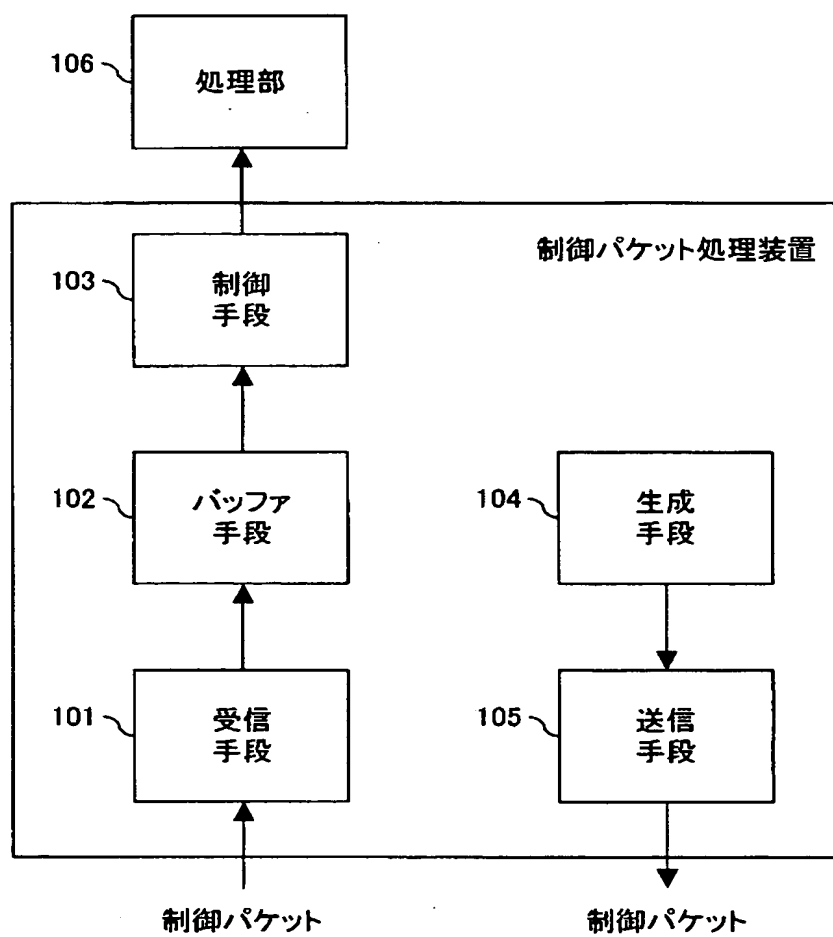 106
処理部
制御パケット処理装置
103
制御
手段
102
バッファ
手段
104
生成
手段
101
受信
手段
105
送信
手段
制御パケット
制御パケット